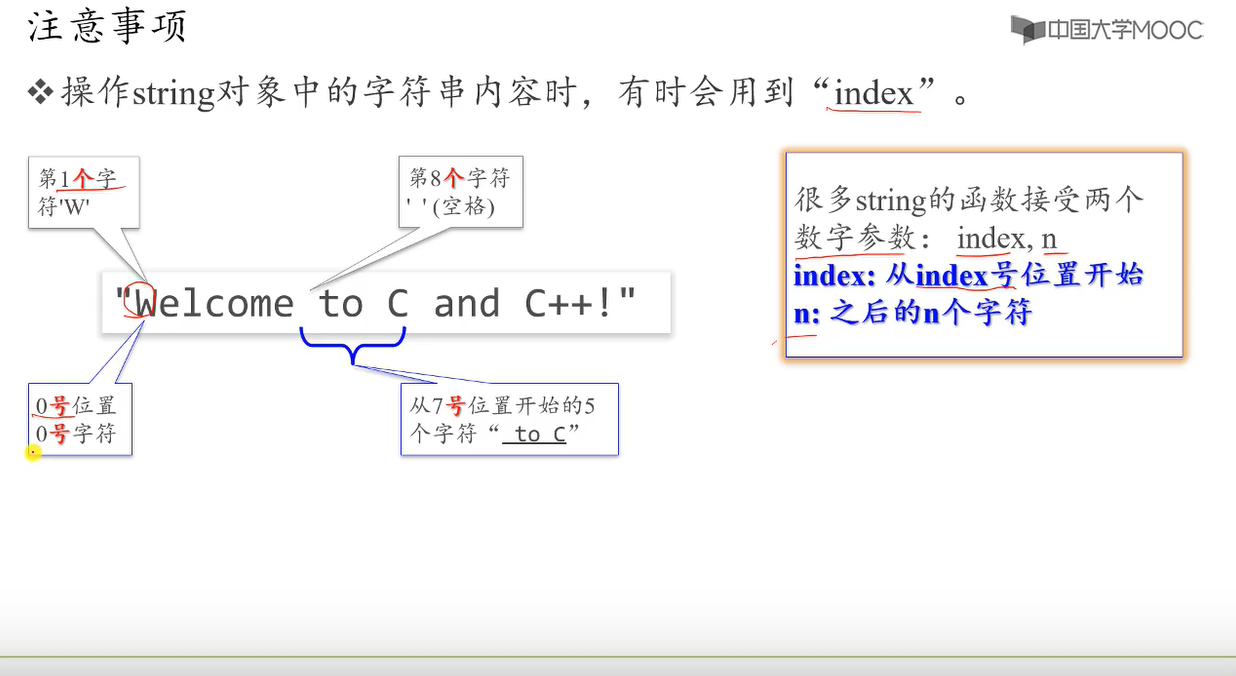 注意事项
中国大学MOOC
❖操作string对象中的字符串内容时，有时会用到“index”。
第1个字
符'W'
第8个字符
' ' (空格)
"Welcome to C and C++!"
0号位置
0号字符
从7号位置开始的5
个字符“ to C”
很多string的函数接受两个
数字参数： index, n
index: 从index号位置开始
n: 之后的n个字符